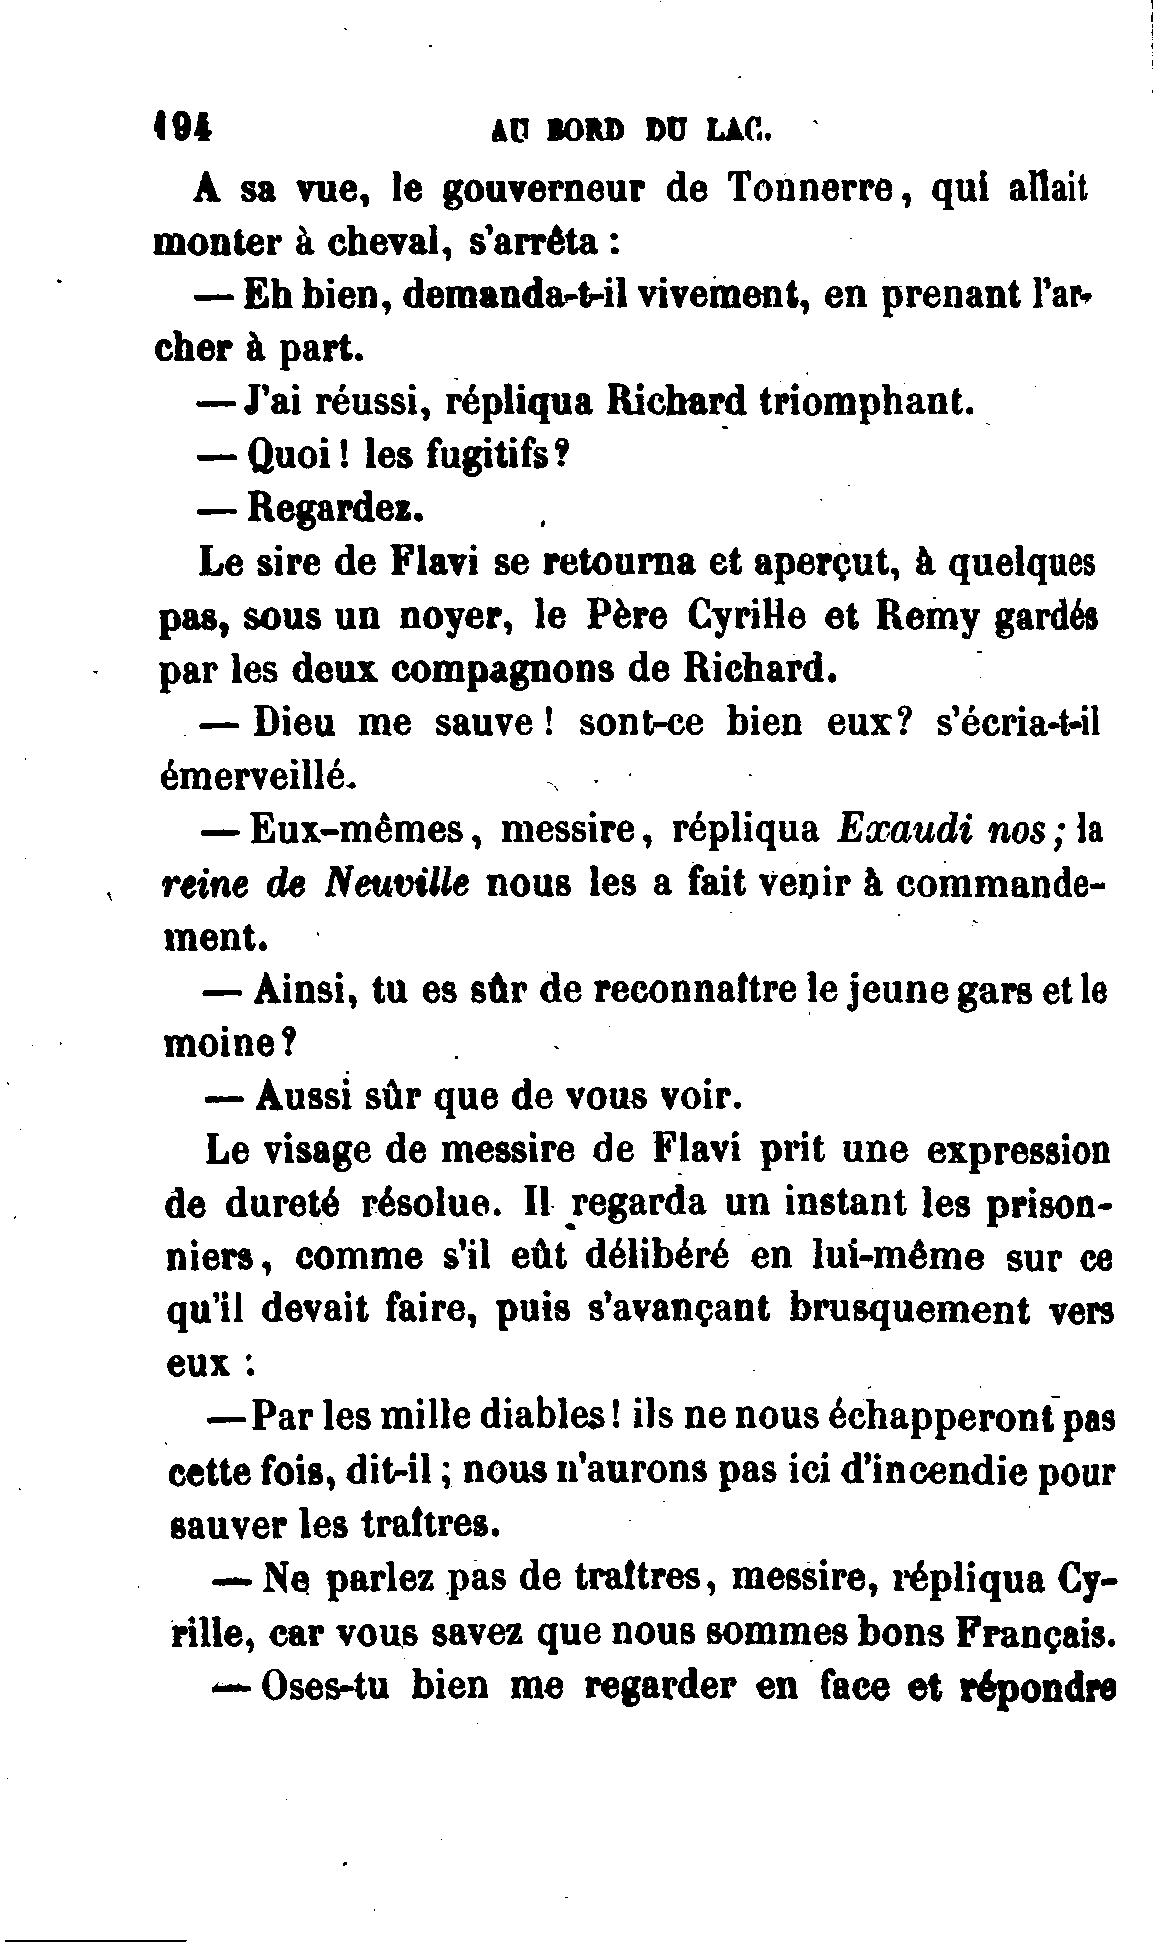 194 AU BORD DU LAC.
A sa vue, le gouverneur de Tonnerre, qui allait
monter à cheval, s'arrêta :
— Eh bien, demanda-t-il vivement, en prenant l'ar-
cher à part.
— J'ai réussi, répliqua Richard triomphant.
— Quoi ! les fugitifs ?
— Regardez.
Le sire de Flavi se retourna et aperçut, à quelques
pas, sous un noyer, le Père Cyrille et Remy gardés
par les deux compagnons de Richard.
— Dieu me sauve ! sont-ce bien eux? s'écria-t-il
émerveillé.
— Eux-mêmes, messire, répliqua Exaudi nos ; la
reine de Neuville nous les a fait venir à commande-
ment.
— Ainsi, tu es sûr de reconnaître le jeune gars et le
moine ?
— Aussi sûr que de vous voir.
Le visage de messire de Flavi prit une expression
de dureté résolue. Il regarda un instant les prison-
niers, comme s'il eût délibéré en lui-même sur ce
qu'il devait faire, puis s'avançant brusquement vers
eux :
— Par les mille diables ! ils ne nous échapperont pas
cette fois, dit-il ; nous n'aurons pas ici d'incendie pour
sauver les traîtres.
— Ne parlez pas de traîtres, messire, répliqua Cy-
rille, car vous savez que nous sommes bons Français.
— Oses-tu bien me regarder en face et répondre